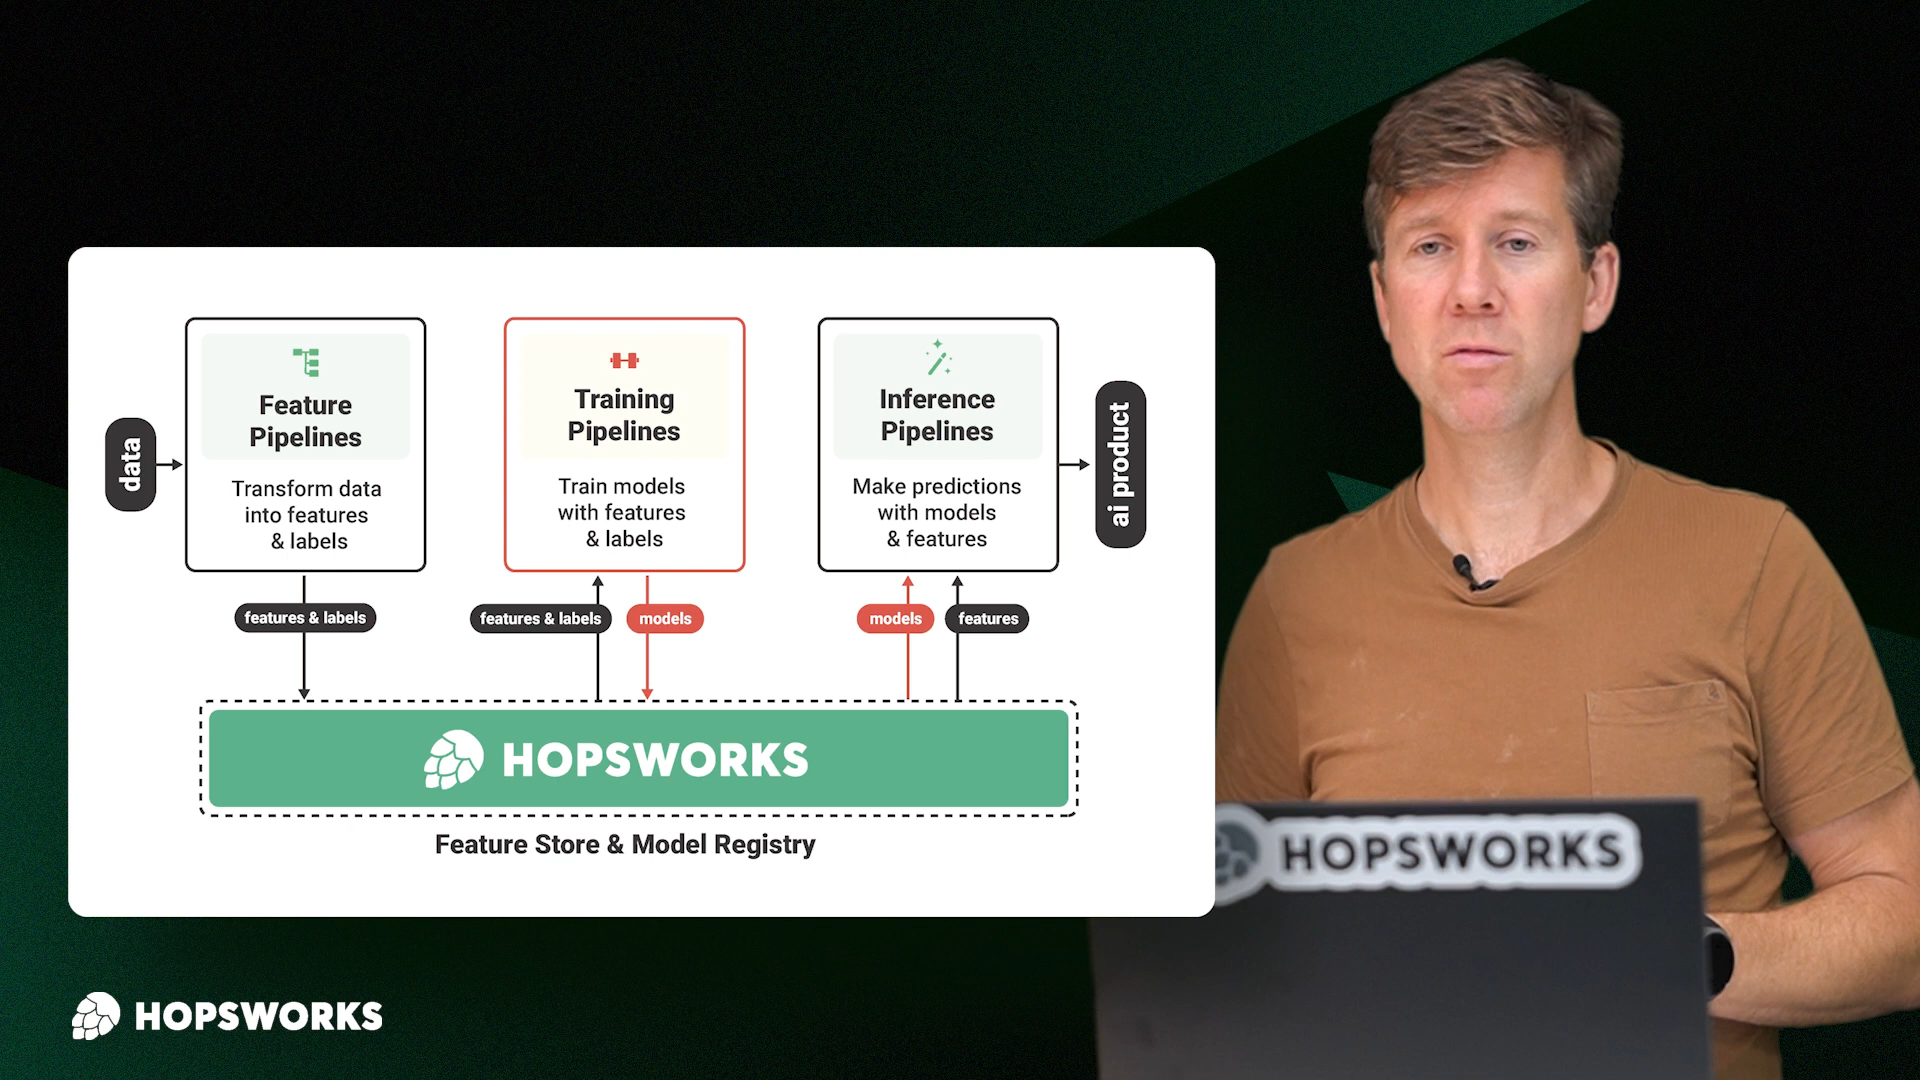 data
Feature
Pipelines
Transform data
into features
& labels
Training
Pipelines
Train models
with features
& labels
Inference
Pipelines
Make predictions
with models
& features
ai product
features & labels
features & labels
models
models
features
HOPSWORKS
Feature Store & Model Registry
HOPSWORKS
HOPSWORKS